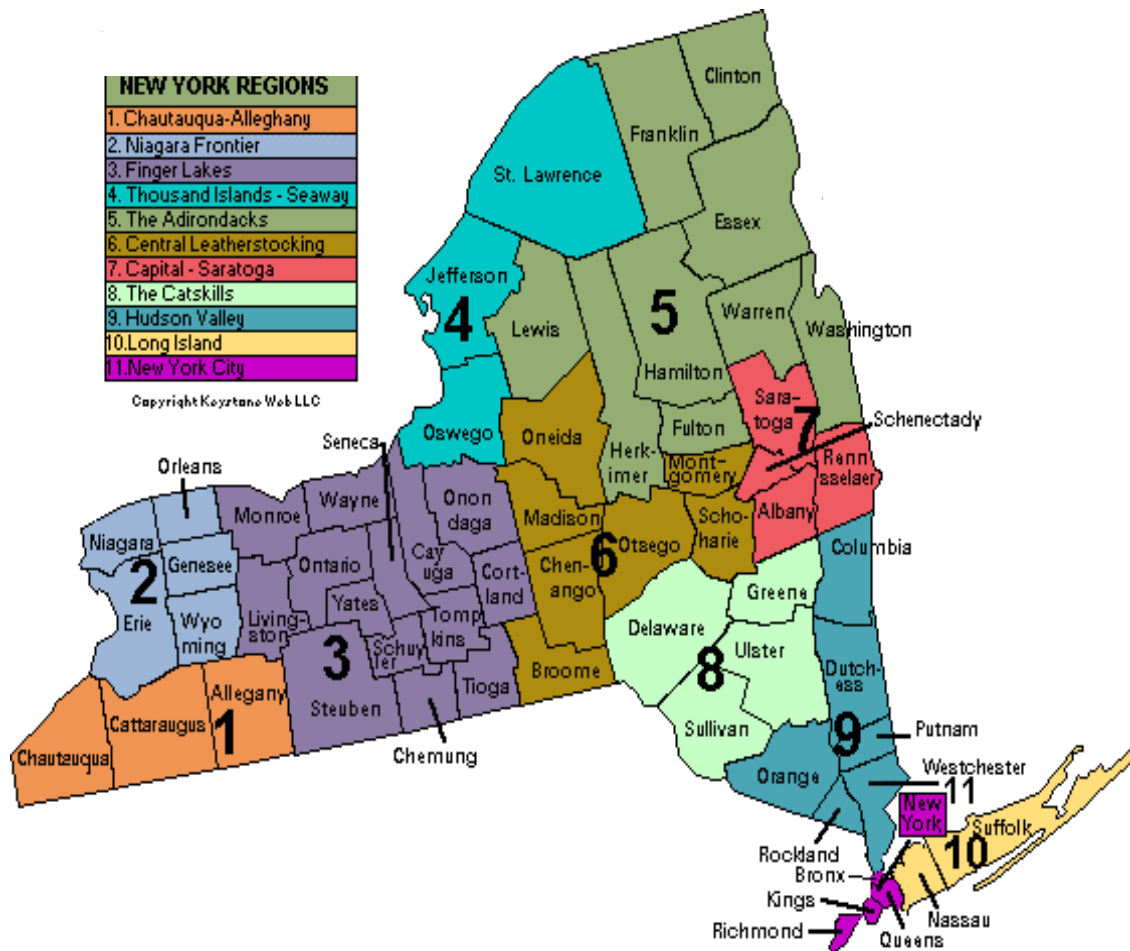 NEW YORK REGIONS
1. Chautauqua-Alleghany
2. Niagara Frontier
3. Finger Lakes
4. Thousand Islands - Seaway
5. The Adirondacks
6. Central Leatherstocking
7. Capital - Saratoga
8. The Catskills
9. Hudson Valley
10.Long Island
11.New York City
Copyright Keystone Web LLC
Clinton
Franklin
St. Lawrence
Essex
Jefferson
4
Lewis
5
Warren
Washington
Hamilton
Sara-
toga
7
Schenectady
Oswego
Oneida
Fulton
Herk-
imer
Mont-
gomery
Renn
sselaer
Albany
Seneca
Orleans
Wayne
Monroe
Onon
daga
Madison
Scho-
harie
Niagara
2
Genesee
Ontario
Cay
uga
Cort-
land
Chen-
ango
6
Otsego
Columbia
Erie
Wyo
ming
Living-
ston
Yates
Tomp
kins
Greene
Schuy
ler
3
Delaware
Ulster
8
Broome
Dutch-
ess
Allegany
1
Cattaraugus
Chautauqua
Steuben
Tioga
Chemung
Sullivan
9
Putnam
Orange
Westchester
11
New
York
Suffolk
10
Rockland
Bronx
Kings
Richmond
Queens
Nassau